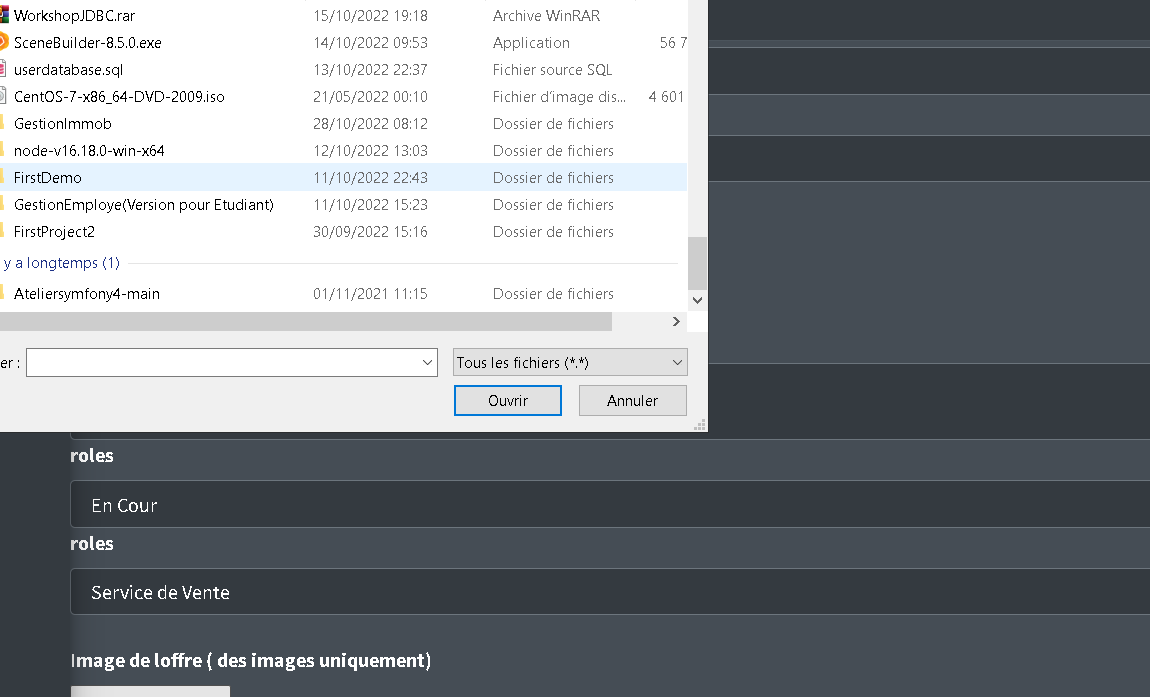 WorkshopJDBC.rar 15/10/2022 19:18 Archive WinRAR
SceneBuilder-8.5.0.exe 14/10/2022 09:53 Application 56 7
userdatabase.sql 13/10/2022 22:37 Fichier source SQL
CentOS-7-x86_64-DVD-2009.iso 21/05/2022 00:10 Fichier d'image dis... 4 601
GestionImmob 28/10/2022 08:12 Dossier de fichiers
node-v16.18.0-win-x64 12/10/2022 13:03 Dossier de fichiers
FirstDemo 11/10/2022 22:43 Dossier de fichiers
GestionEmploye(Version pour Etudiant) 11/10/2022 15:23 Dossier de fichiers
FirstProject2 30/09/2022 15:16 Dossier de fichiers
y a longtemps (1)
Ateliersymfony4-main 01/11/2021 11:15 Dossier de fichiers
er : Tous les fichiers (*.*)
Ouvrir Annuler
roles
En Cour
roles
Service de Vente
Image de loffre ( des images uniquement)